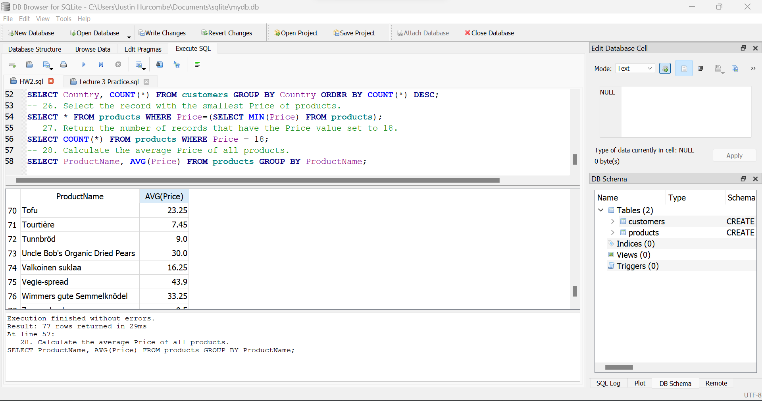 DB Browser for SQLite - C:\Users\Justin Hurcombe\Documents\sqlite\mydb.db
File Edit View Tools Help
New Database Open Database Write Changes Revert Changes Open Project Save Project Attach Database Close Database
Database Structure Browse Data Edit Pragmas Execute SQL
HW2.sql Lecture 3 Practice.sql
52 SELECT Country, COUNT(*) FROM customers GROUP BY Country ORDER BY COUNT(*) DESC;
53 -- 26. Select the record with the smallest Price of products.
54 SELECT * FROM products WHERE Price=(SELECT MIN(Price) FROM products);
55 -- 27. Return the number of records that have the Price value set to 18.
56 SELECT COUNT(*) FROM products WHERE Price = 18;
57 -- 28. Calculate the average Price of all products.
58 SELECT ProductName, AVG(Price) FROM products GROUP BY ProductName;
ProductName AVG(Price)
70 Tofu 23.25
71 Tourtière 7.45
72 Tunnbröd 9.0
73 Uncle Bob's Organic Dried Pears 30.0
74 Valkoinen suklaa 16.25
75 Vegie-spread 43.9
76 Wimmers gute Semmelknödel 33.25
Execution finished without errors.
Result: 77 rows returned in 29ms
At line 57:
-- 28. Calculate the average Price of all products.
SELECT ProductName, AVG(Price) FROM products GROUP BY ProductName;
Edit Database Cell
Mode: Text
NULL
Type of data currently in cell: NULL
0 byte(s)
Apply
DB Schema
Name Type Schema
Tables (2)
customers CREATE
products CREATE
Indices (0)
Views (0)
Triggers (0)
SQL Log Plot DB Schema Remote
UTF-8